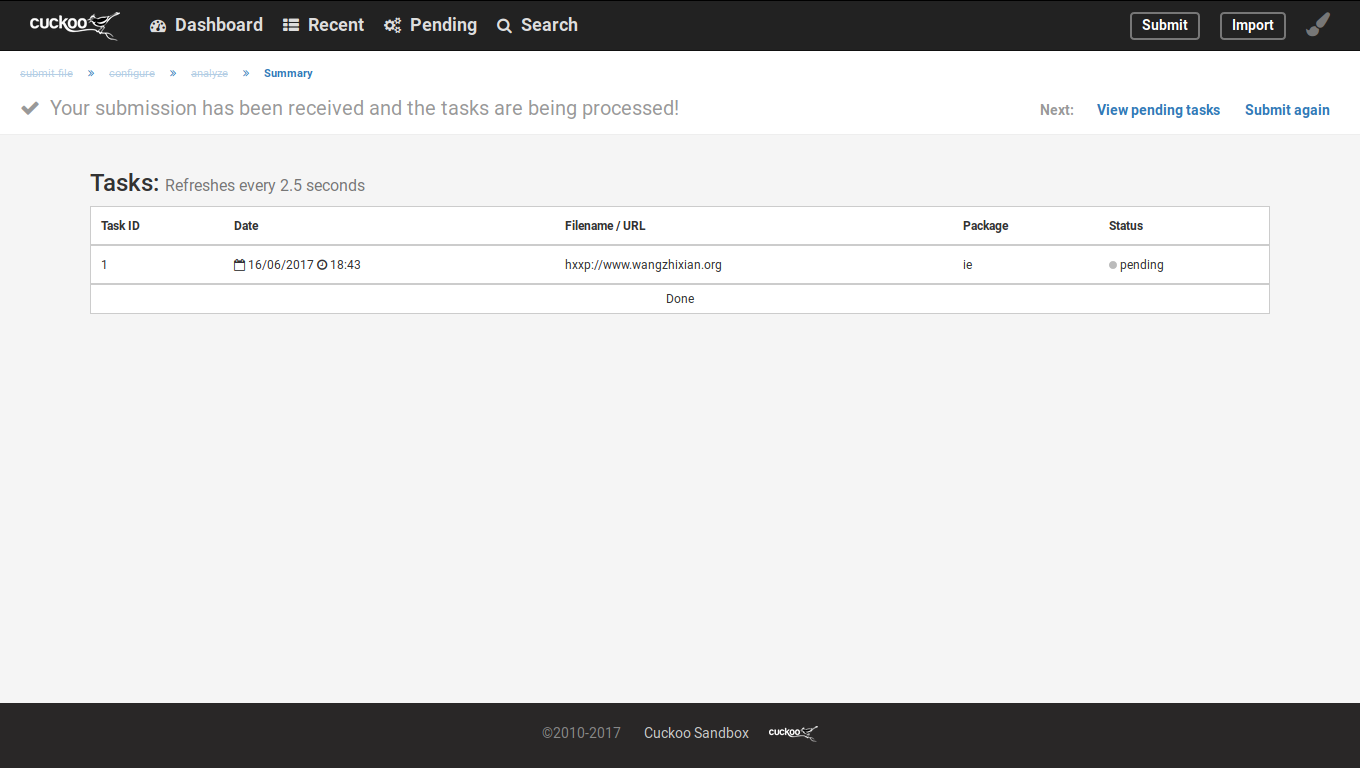 cuckoo Dashboard Recent Pending Search Submit Import
submit file » configure » analyze » Summary
Your submission has been received and the tasks are being processed! Next: View pending tasks Submit again
Tasks: Refreshes every 2.5 seconds
Task ID Date Filename / URL Package Status
1 16/06/2017 18:43 hxxp://www.wangzhixian.org ie pending
Done
©2010-2017 Cuckoo Sandbox cuckoo